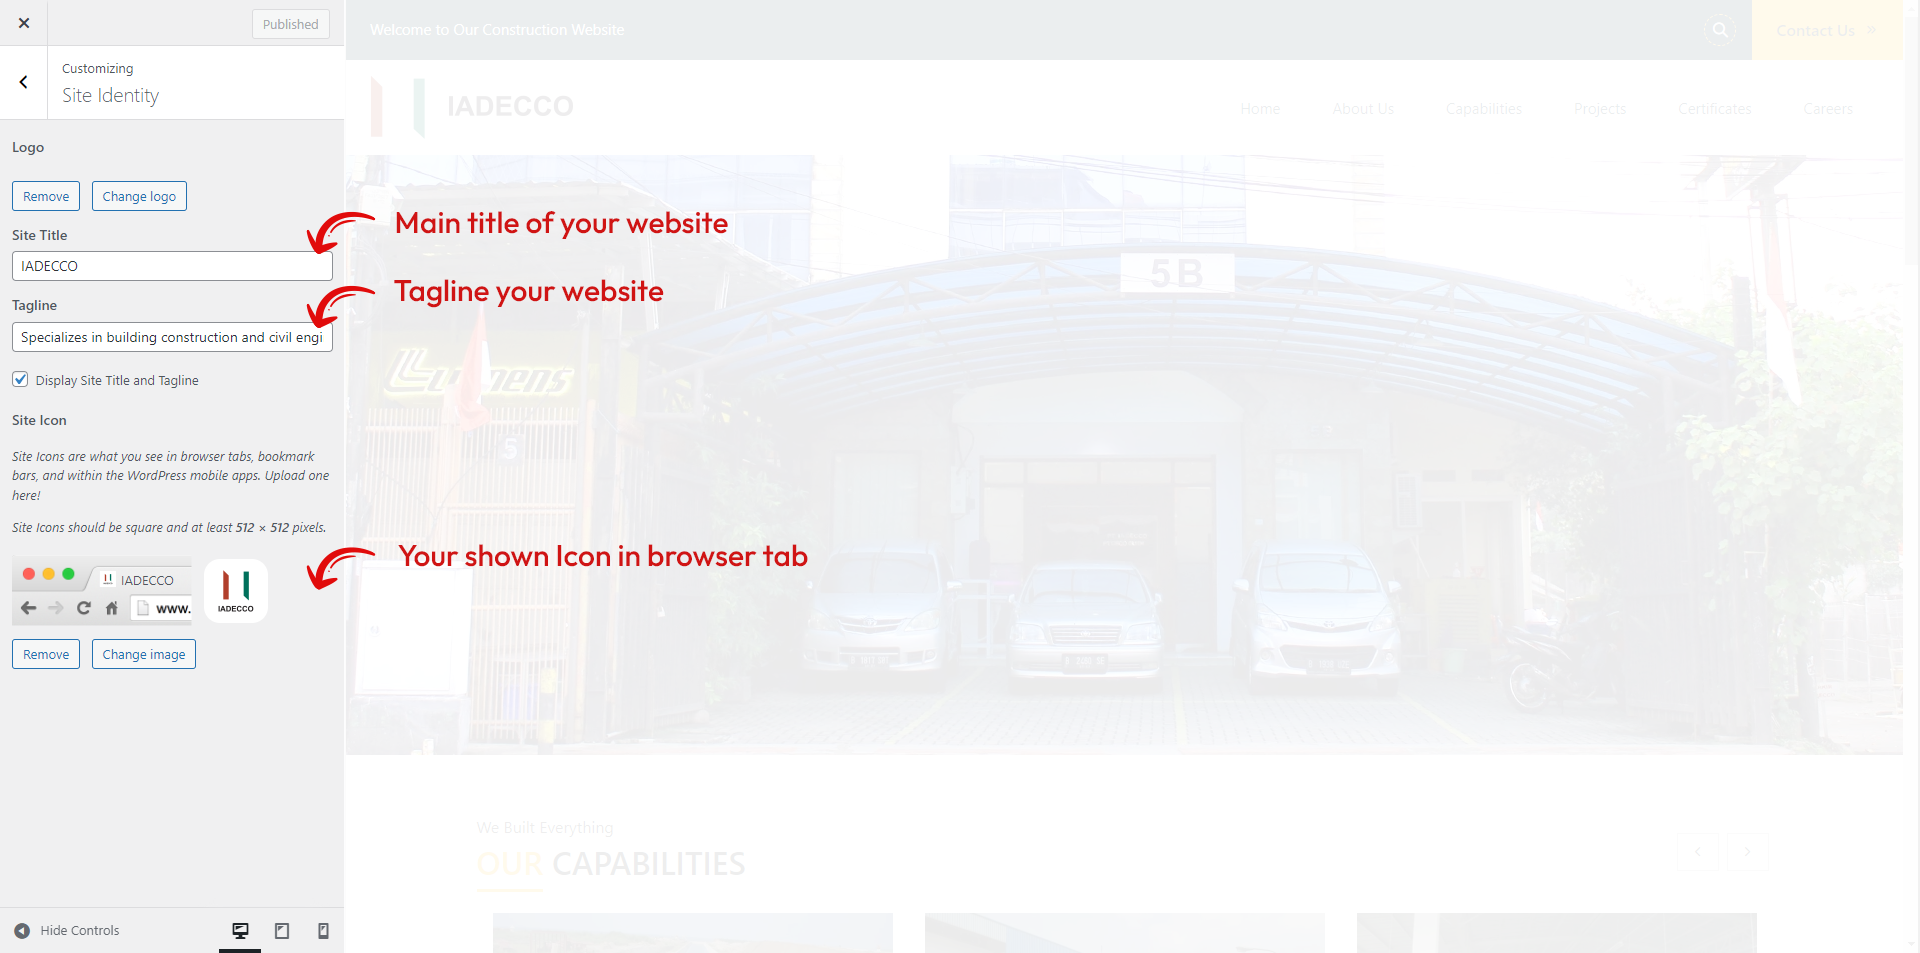 Published
Customizing
Site Identity
Logo
Remove
Change logo
Site Title
IADECCO
Tagline
Specializes in building construction and civil engi
Display Site Title and Tagline
Site Icon
Site Icons are what you see in browser tabs, bookmark
bars, and within the WordPress mobile apps. Upload one
here!
Site Icons should be square and at least 512 × 512 pixels.
IADECCO
www.
IADECCO
Remove
Change image
Hide Controls
Main title of your website
Tagline your website
Your shown Icon in browser tab
Welcome to Our Construction Website
Contact Us »
IADECCO
Home
About Us
Capabilities
Projects
Certificates
Careers
5B
Lumens
5
We Built Everything
OUR CAPABILITIES